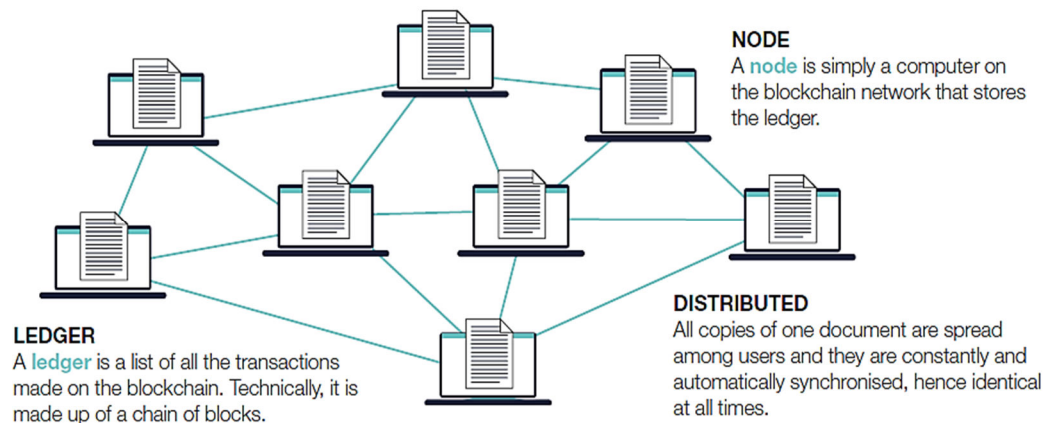 NODE
A node is simply a computer on
the blockchain network that stores
the ledger.
LEDGER
A ledger is a list of all the transactions
made on the blockchain. Technically, it is
made up of a chain of blocks.
DISTRIBUTED
All copies of one document are spread
among users and they are constantly and
automatically synchronised, hence identical
at all times.